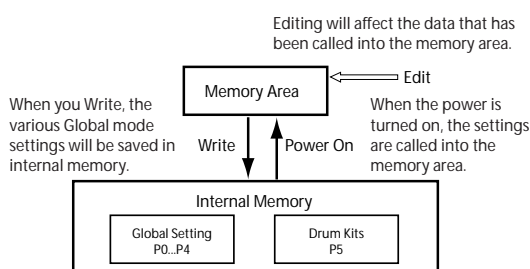 Editing will affect the data that has
been called into the memory area.
Memory Area
Edit
When you Write, the
various Global mode
settings will be saved in
internal memory.
Write
Power On
When the power is
turned on, the settings
are called into the
memory area.
Internal Memory
Global Setting
P0...P4
Drum Kits
P5